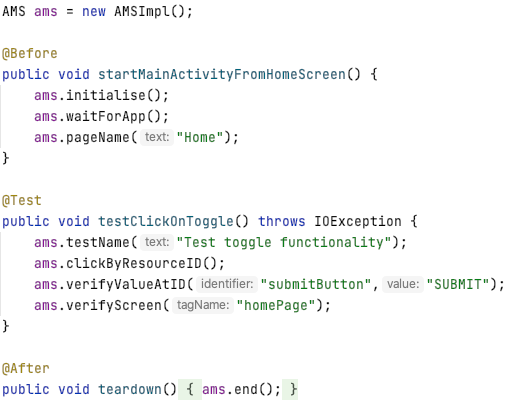 AMS ams = new AMSImpl();
@Before
public void startMainActivityFromHomeScreen() {
ams.initialise();
ams.waitForApp();
ams.pageName( text: "Home");
}
@Test
public void testClickOnToggle() throws IOException {
ams.testName( text: "Test toggle functionality");
ams.clickByResourceID();
ams.verifyValueAtID( identifier: "submitButton", value: "SUBMIT");
ams.verifyScreen( tagName: "homePage");
}
@After
public void teardown() { ams.end(); }